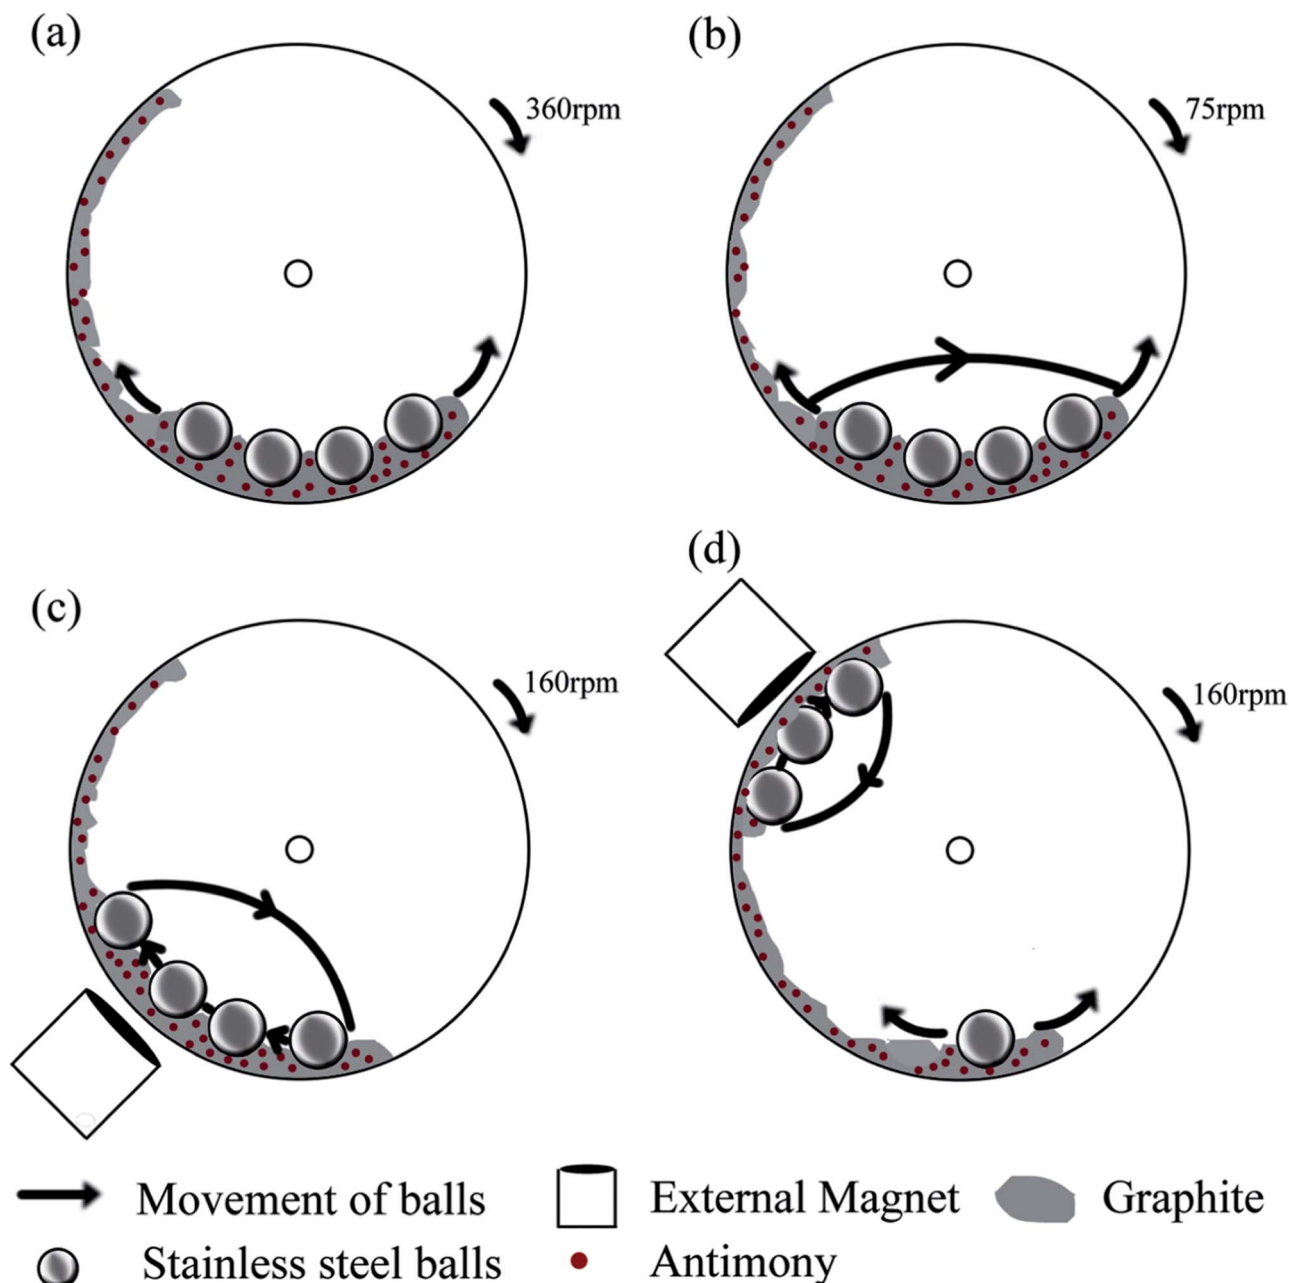 (a)
360rpm
(b)
75rpm
(c)
160rpm
(d)
160rpm
Movement of balls
External Magnet
Graphite
Stainless steel balls
Antimony